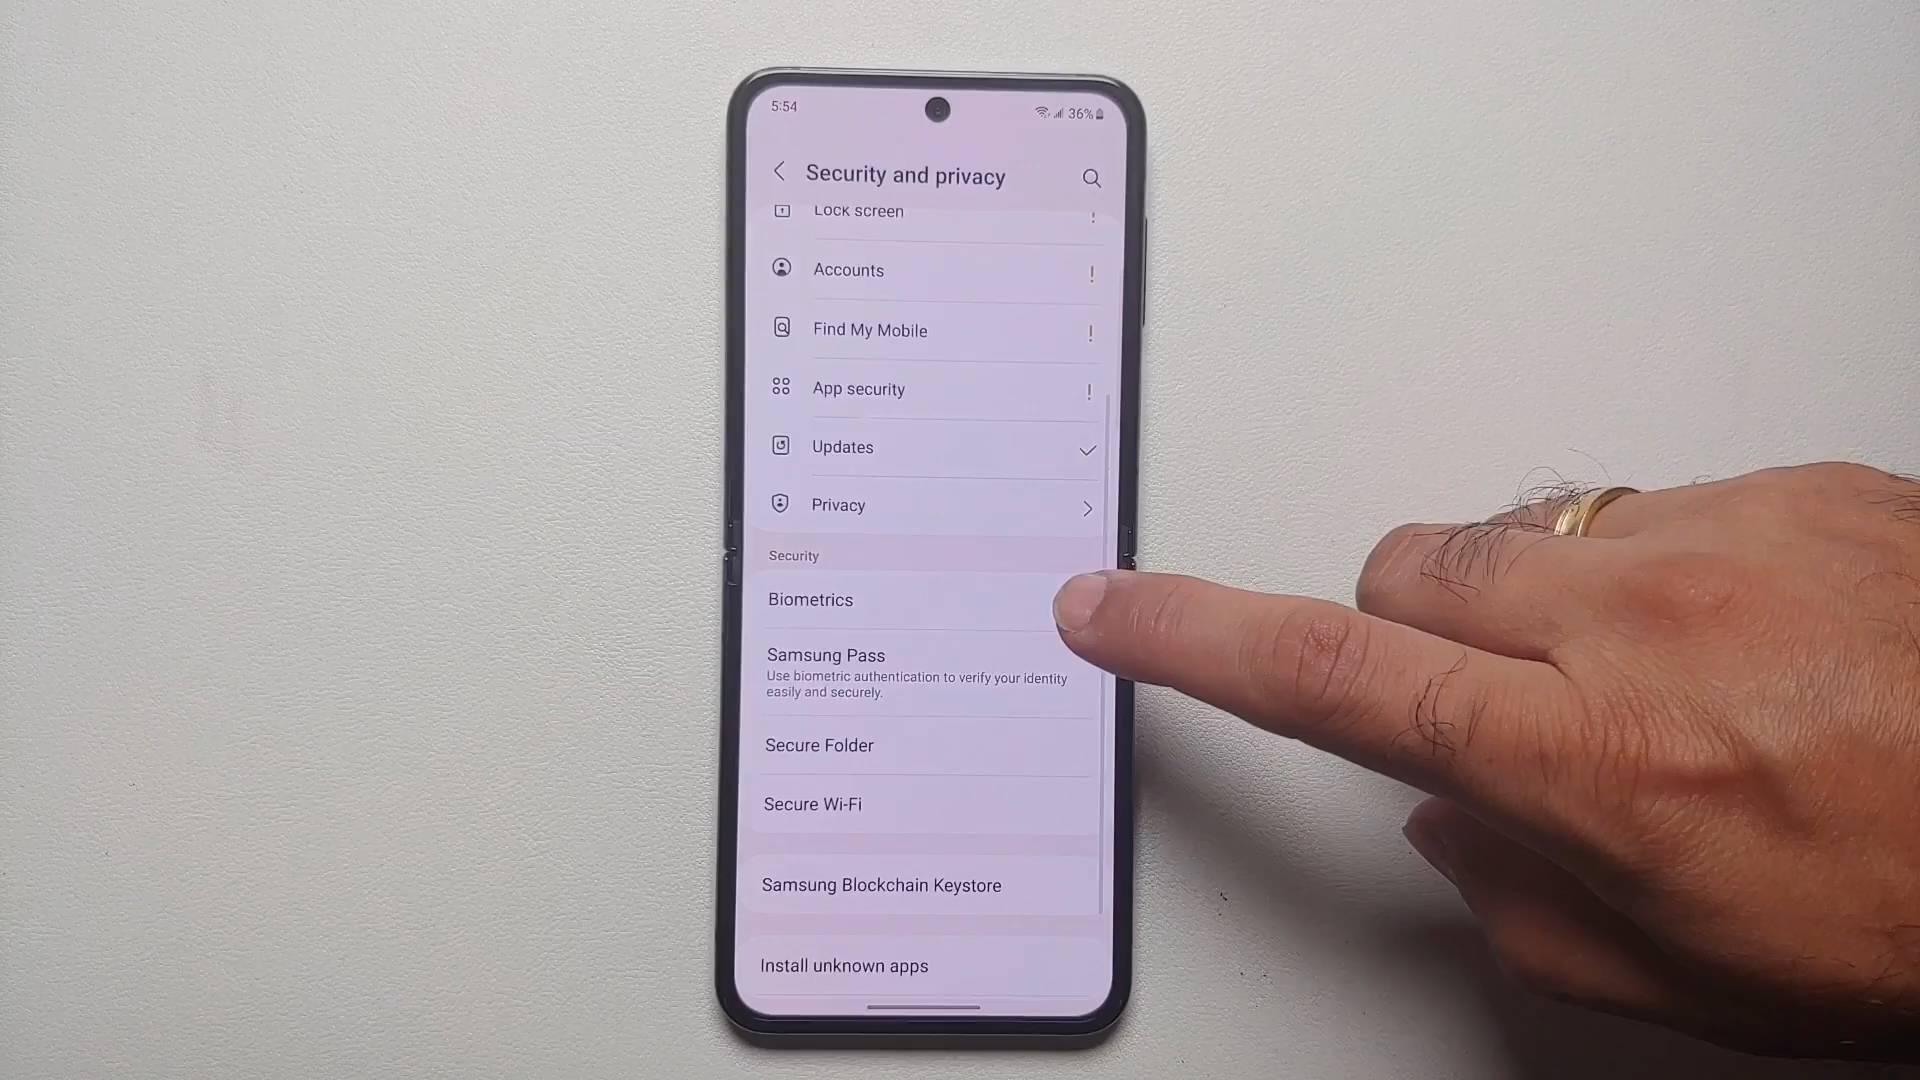 5:54
36%
Security and privacy
Lock screen
Accounts
Find My Mobile
App security
Updates
Privacy
Security
Biometrics
Samsung Pass
Use biometric authentication to verify your identity
easily and securely.
Secure Folder
Secure Wi-Fi
Samsung Blockchain Keystore
Install unknown apps